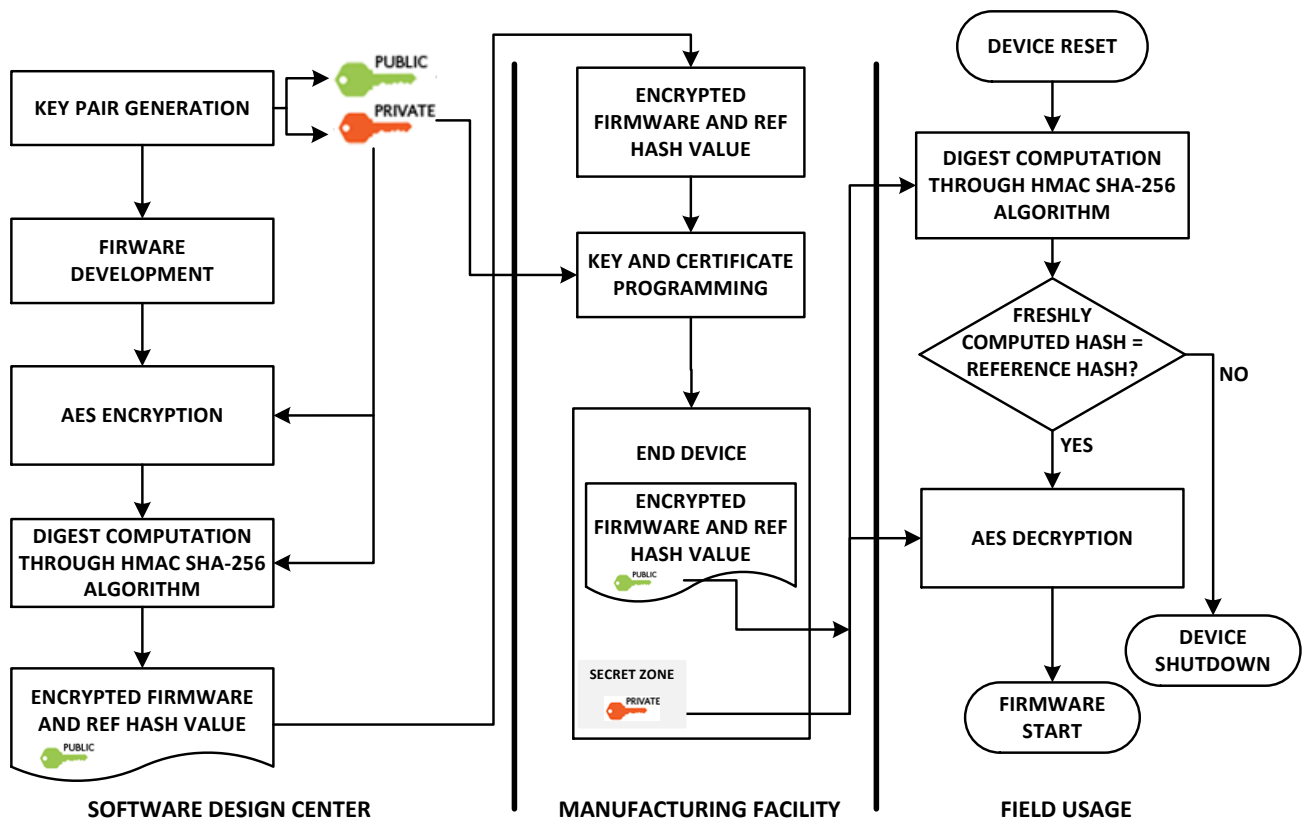 KEY PAIR GENERATION
PUBLIC
PRIVATE
FIRWARE
DEVELOPMENT
AES ENCRYPTION
DIGEST COMPUTATION
THROUGH HMAC SHA-256
ALGORITHM
ENCRYPTED FIRMWARE
AND REF HASH VALUE
PUBLIC
SOFTWARE DESIGN CENTER
ENCRYPTED
FIRMWARE AND REF
HASH VALUE
KEY AND CERTIFICATE
PROGRAMMING
END DEVICE
ENCRYPTED
FIRMWARE AND REF
HASH VALUE
PUBLIC
SECRET ZONE
PRIVATE
MANUFACTURING FACILITY
DEVICE RESET
DIGEST COMPUTATION
THROUGH HMAC SHA-256
ALGORITHM
FRESHLY
COMPUTED HASH =
REFERENCE HASH?
NO
YES
AES DECRYPTION
DEVICE
SHUTDOWN
FIRMWARE
START
FIELD USAGE